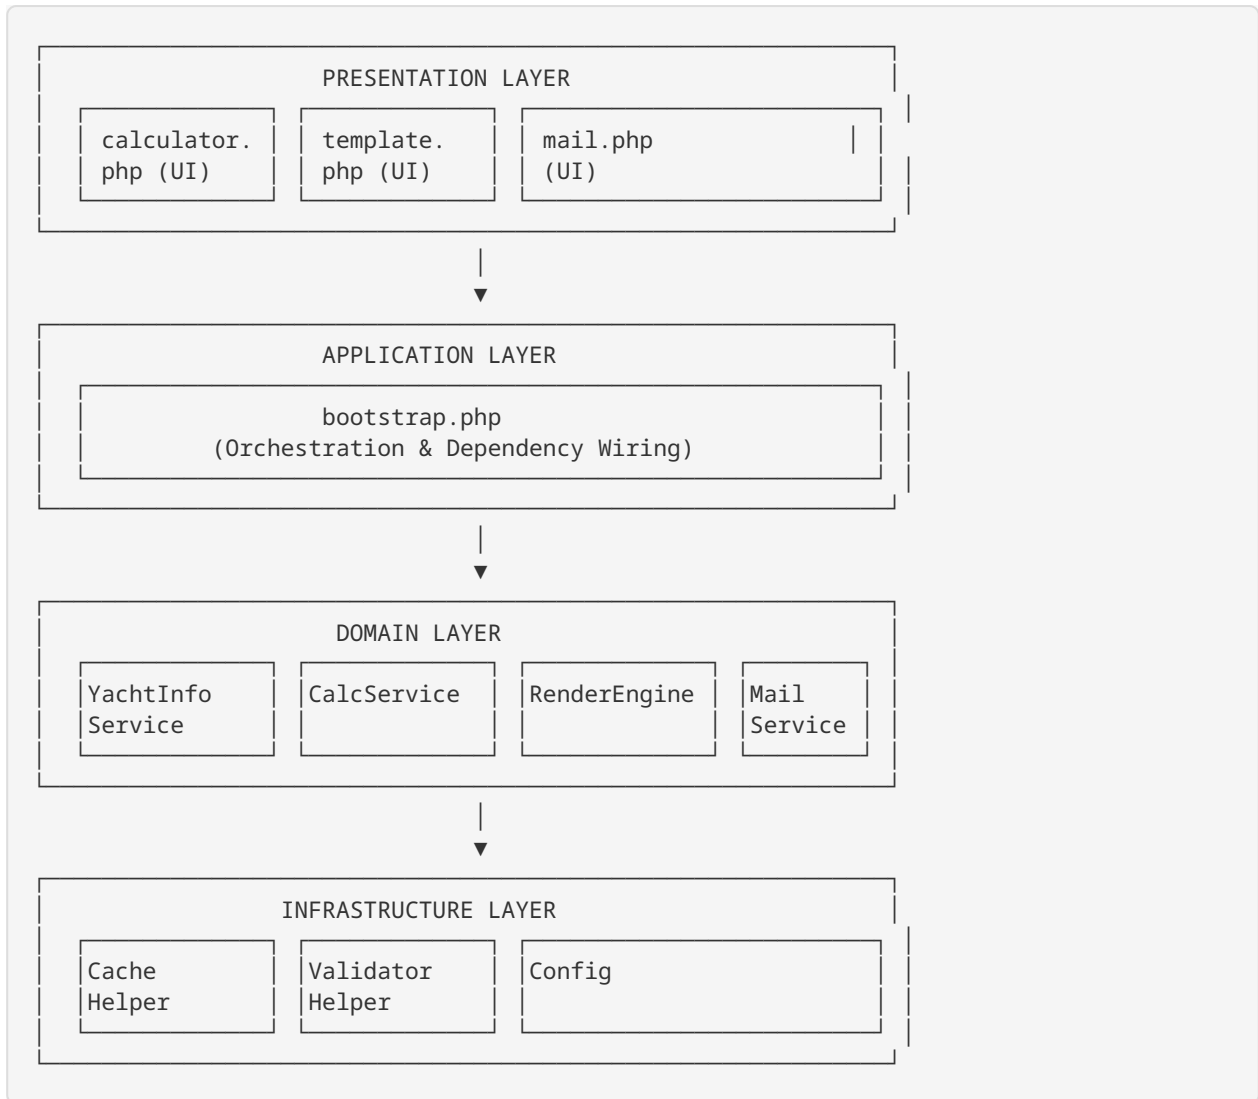 PRESENTATION LAYER
calculator. template. mail.php
php (UI) php (UI) (UI)
APPLICATION LAYER
bootstrap.php
(Orchestration & Dependency Wiring)
DOMAIN LAYER
YachtInfo CalcService RenderEngine Mail
Service Service
INFRASTRUCTURE LAYER
Cache Validator Config
Helper Helper